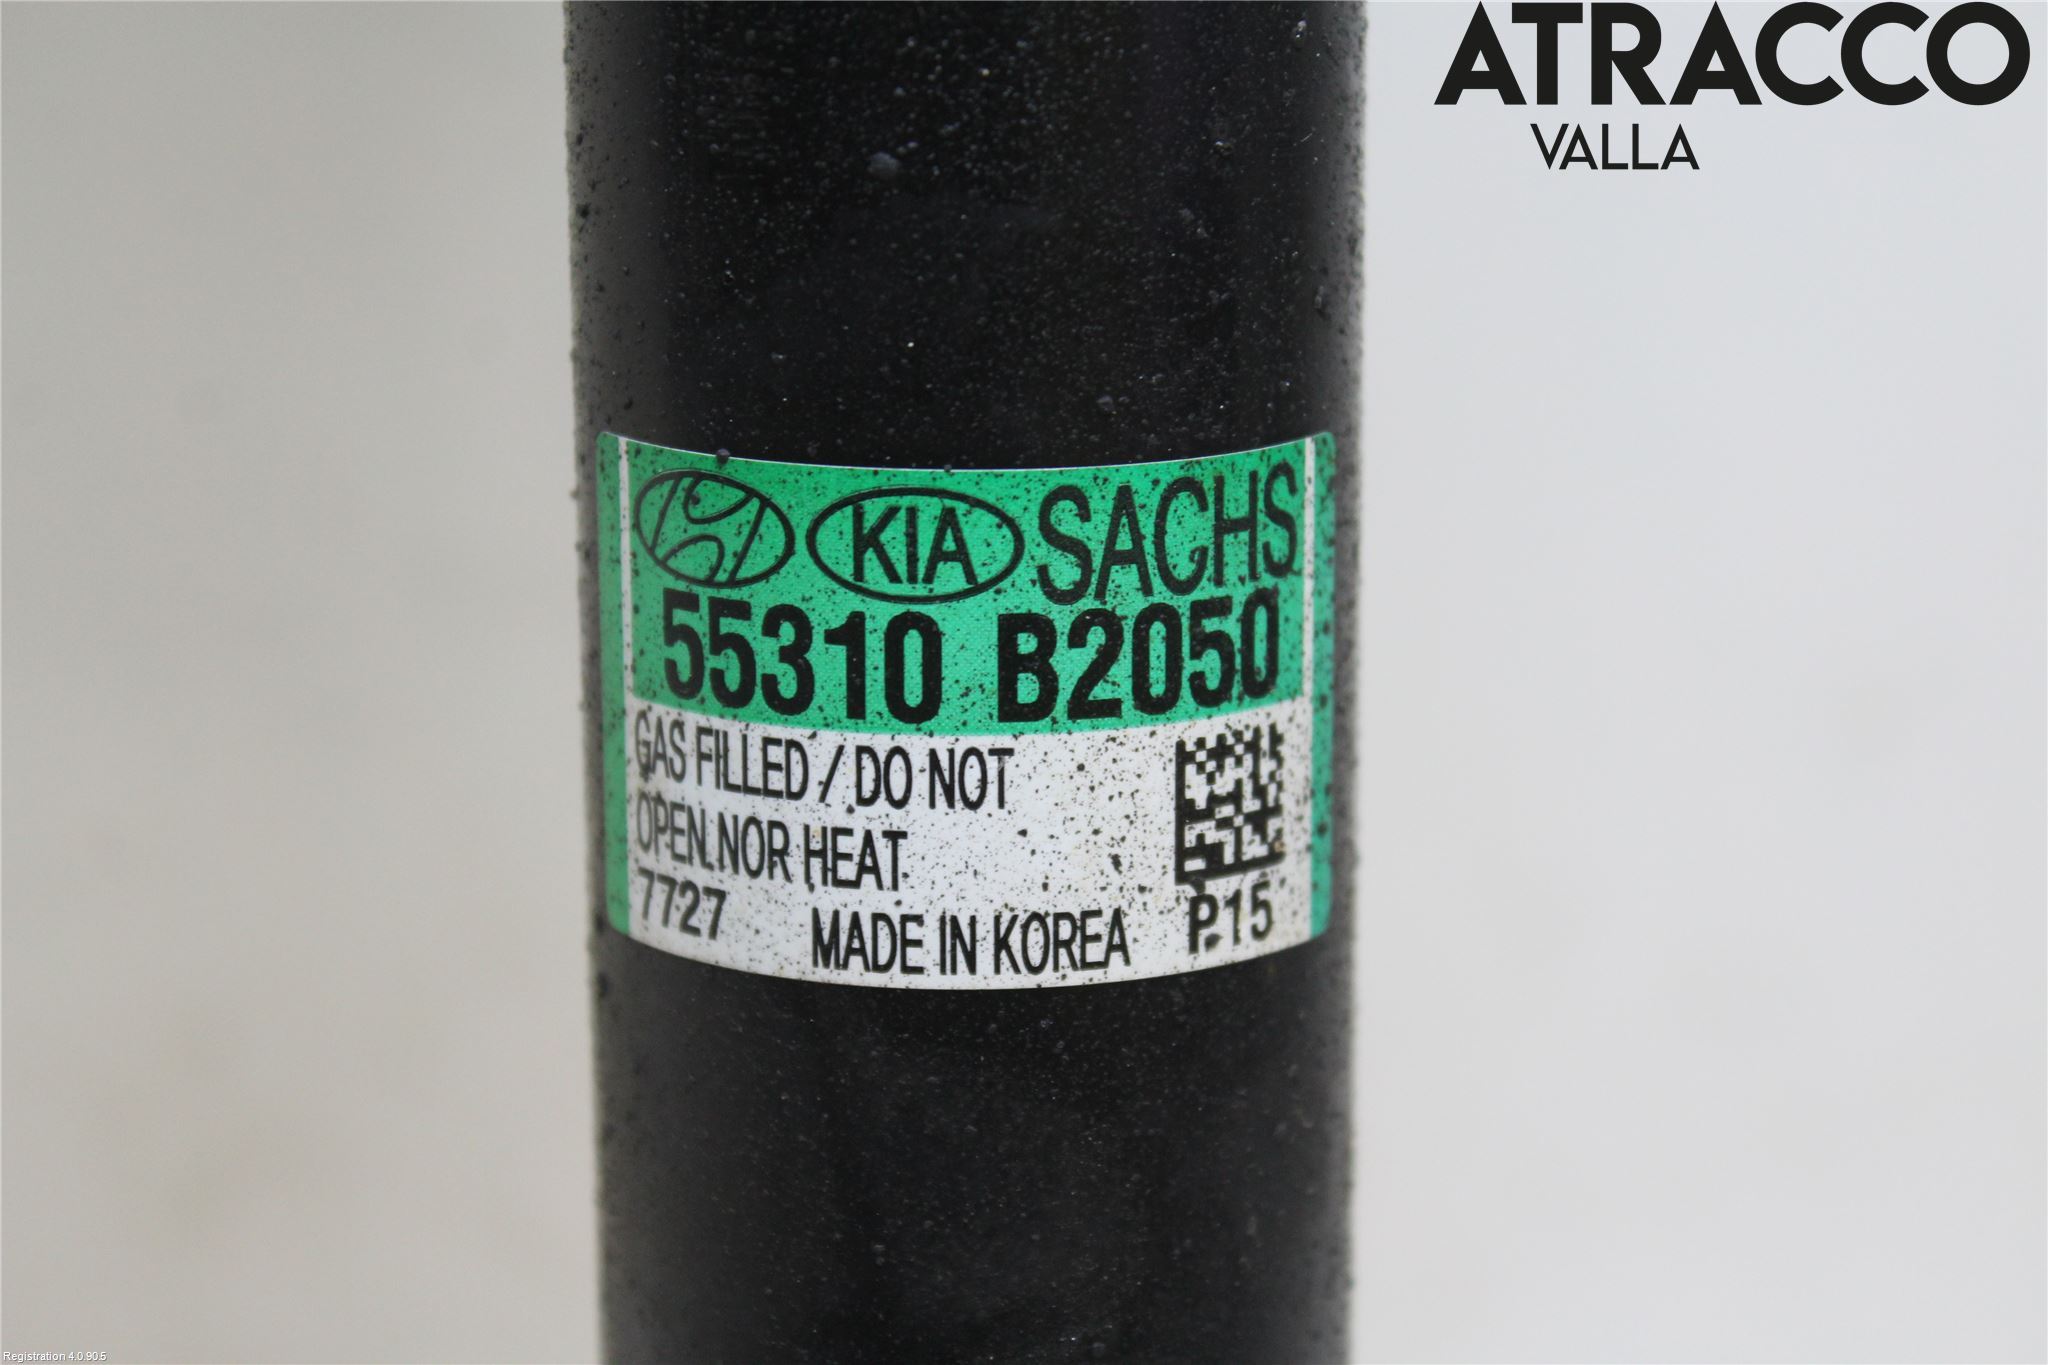 ATRACCO
VALLA
KIA SACHS
55310 B2050
GAS FILLED / DO NOT
OPEN NOR HEAT
7727 MADE IN KOREA P15
Registration 4.0.90.5